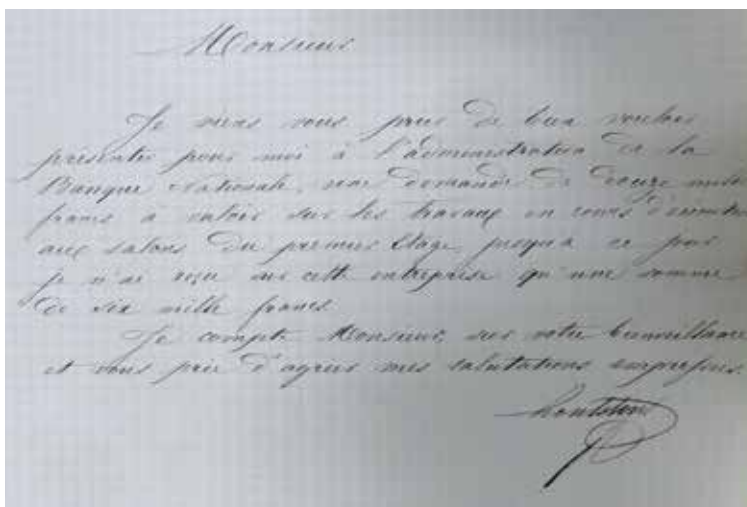 Monsieur
Je viens vous prier de bien vouloir
présenter pour moi à l'administration de la
Banque Nationale, une demande de douze mille
francs à valoir sur les travaux en cours d'exécution
aux salons du premier Étage, jusqu'à ce jour
je n'ai reçu sur cette entreprise qu'une somme
de six mille francs.
Je compte Monsieur, sur votre bienveillance
et vous prie d'agréer mes salutations empressées.